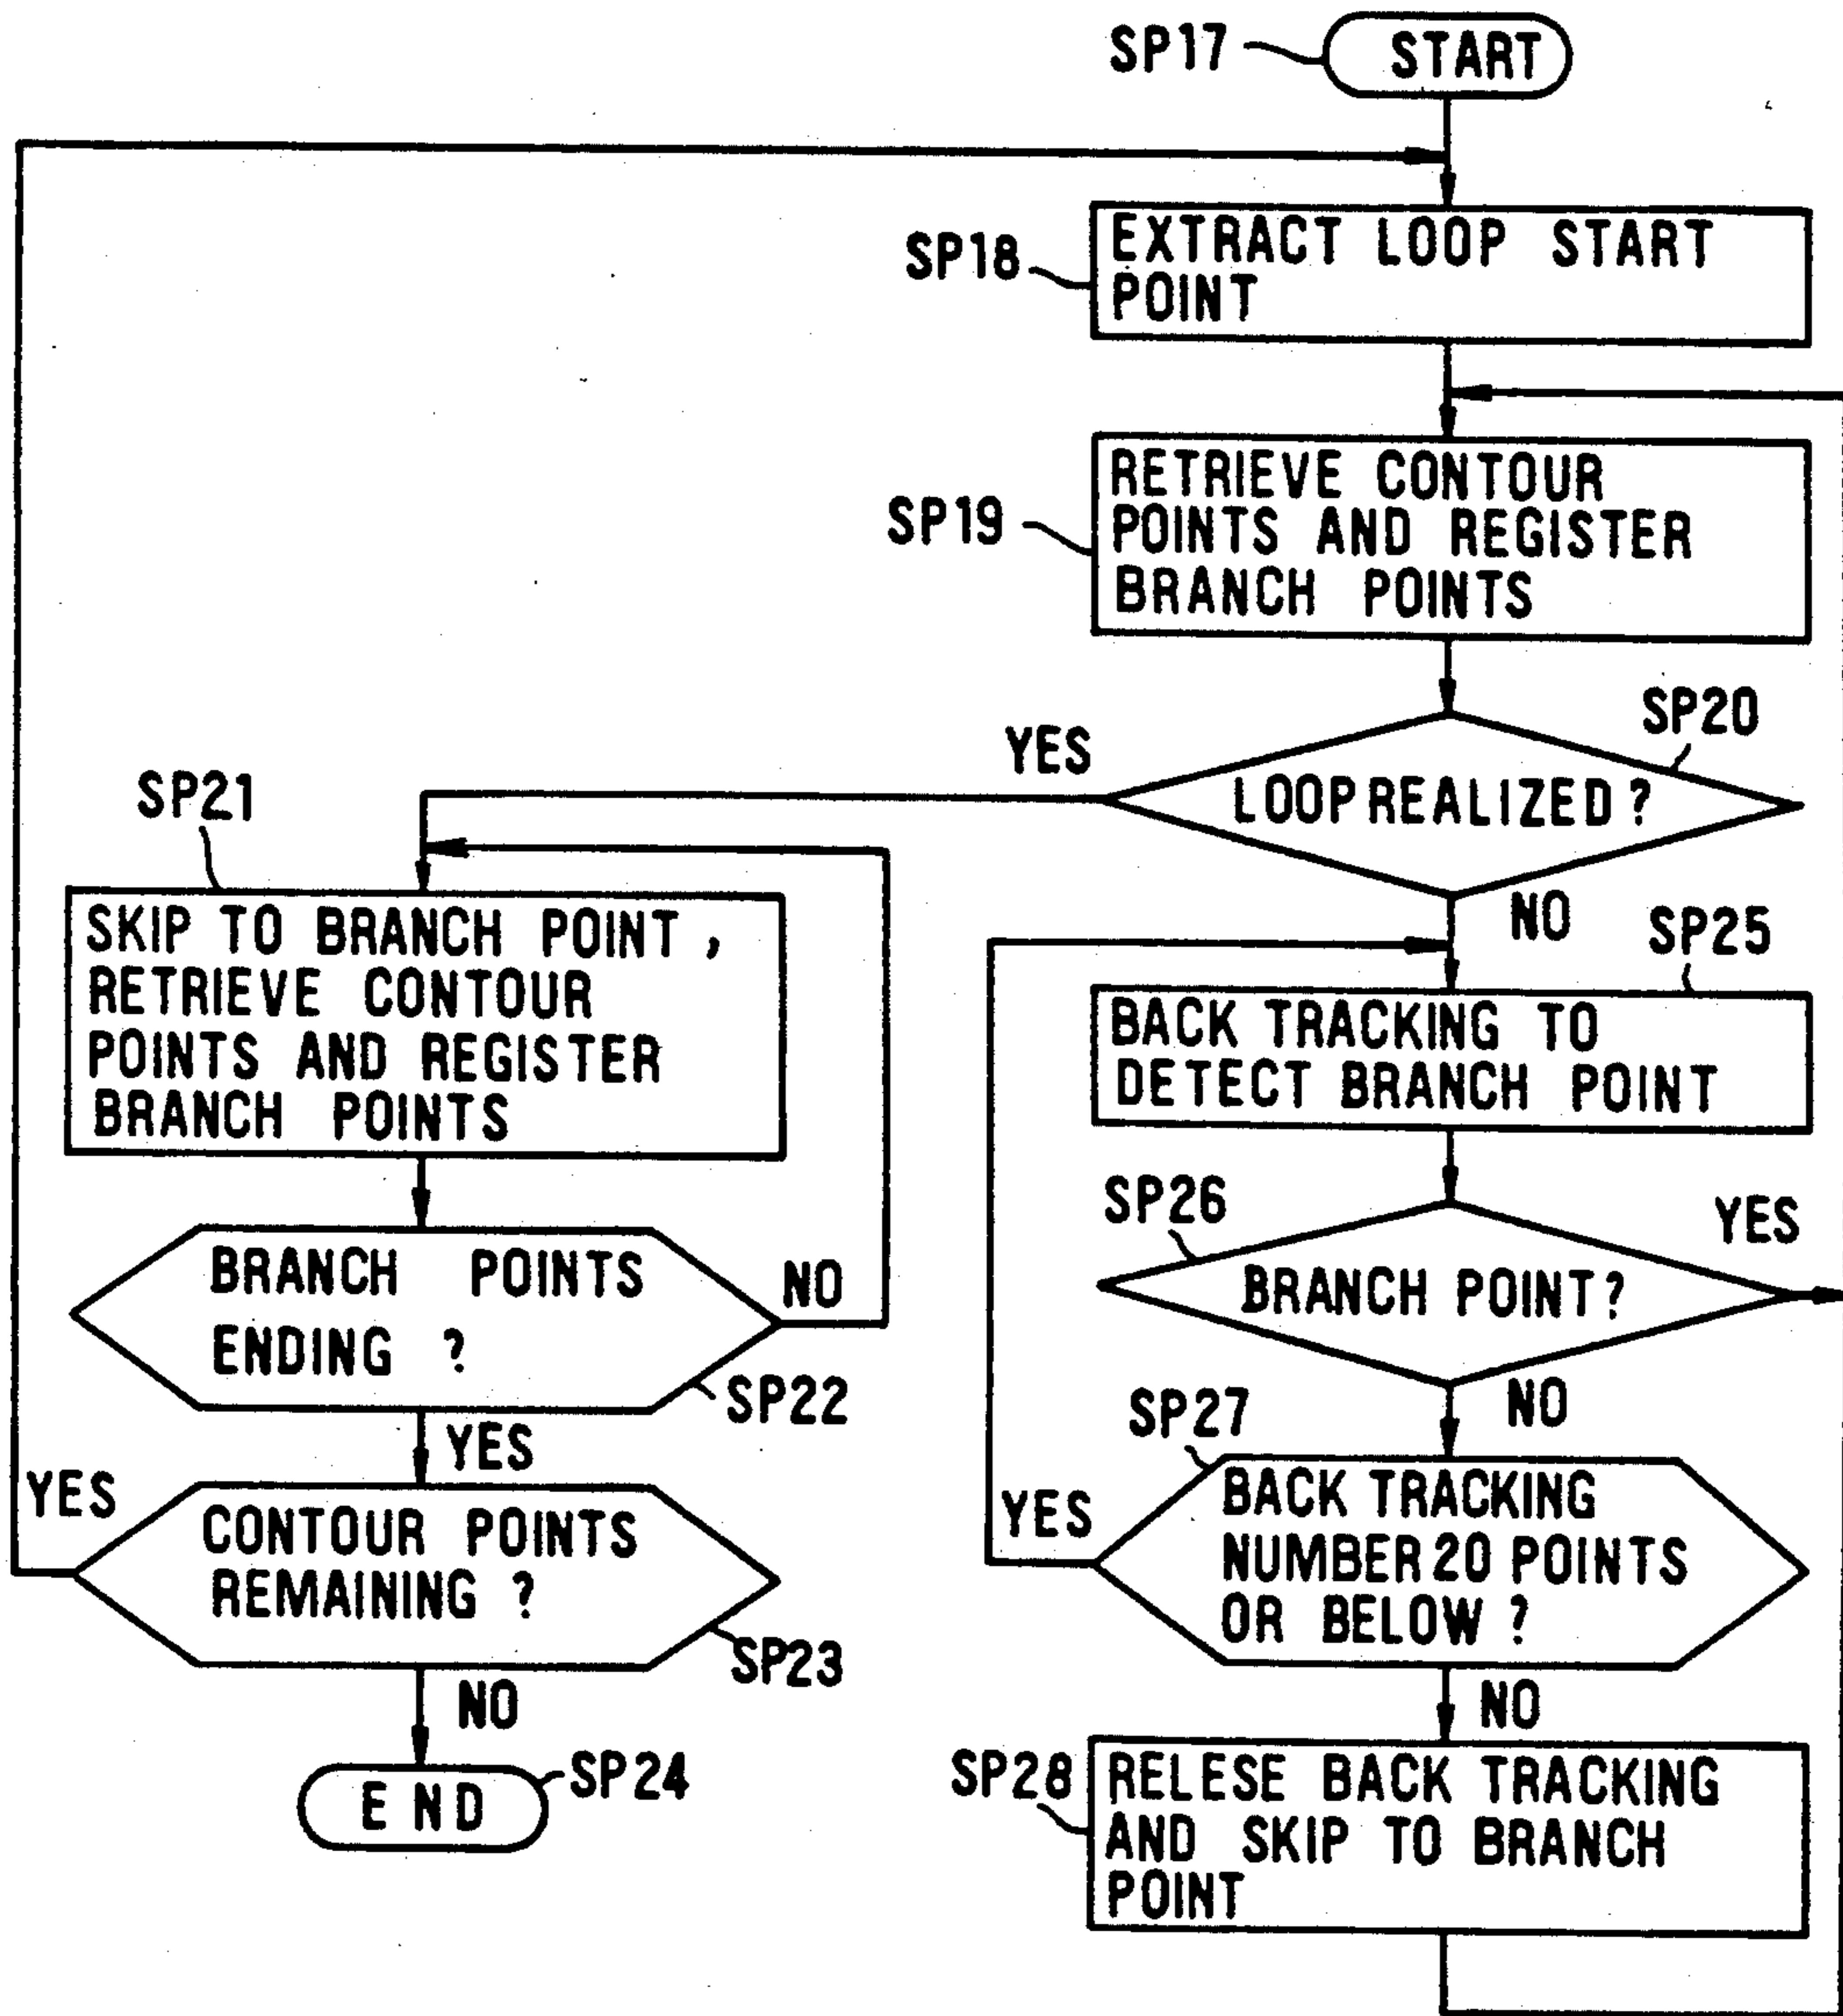 SP17
START
SP18
EXTRACT LOOP START
POINT
SP19
RETRIEVE CONTOUR
POINTS AND REGISTER
BRANCH POINTS
SP20
LOOP REALIZED ?
YES
NO
SP21
SKIP TO BRANCH POINT ,
RETRIEVE CONTOUR
POINTS AND REGISTER
BRANCH POINTS
BRANCH POINTS
ENDING ?
NO
SP22
YES
CONTOUR POINTS
REMAINING ?
YES
SP23
NO
END
SP24
SP25
BACK TRACKING TO
DETECT BRANCH POINT
SP26
BRANCH POINT ?
YES
NO
SP27
BACK TRACKING
NUMBER 20 POINTS
OR BELOW ?
YES
NO
SP28
RELESE BACK TRACKING
AND SKIP TO BRANCH
POINT